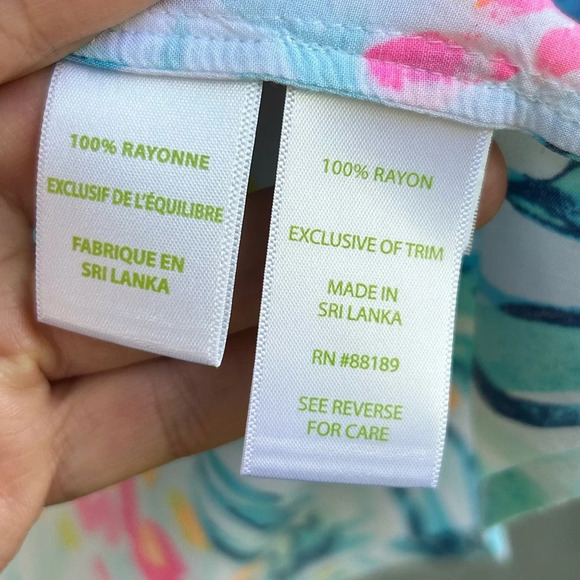 100% RAYONNE
EXCLUSIF DE L'ÉQUILIBRE
FABRIQUE EN
SRI LANKA
100% RAYON
EXCLUSIVE OF TRIM
MADE IN
SRI LANKA
RN #88189
SEE REVERSE
FOR CARE